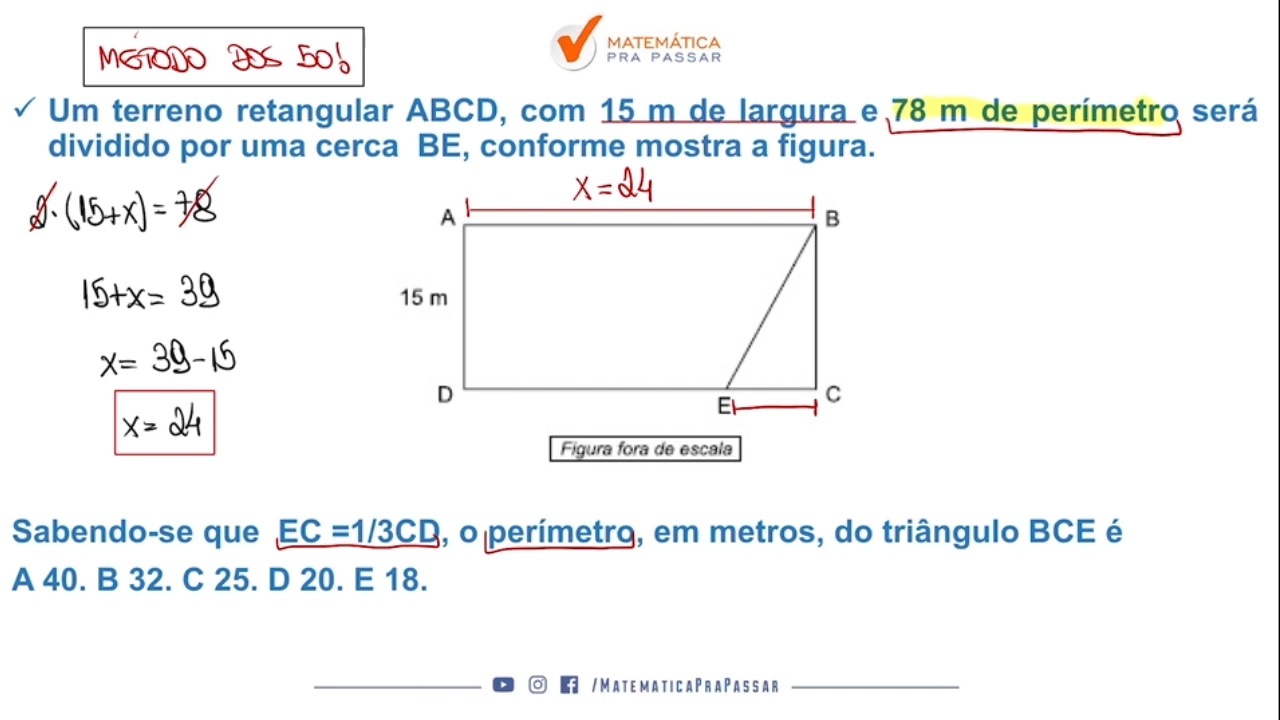 MÉTODO DOS 50!
MATEMÁTICA
PRA PASSAR
✓ Um terreno retangular ABCD, com 15 m de largura e 78 m de perímetro será
dividido por uma cerca BE, conforme mostra a figura.
2·(15+x)=78
15+x=39
x=39-15
x=24
x=24
A
B
15 m
D
E
C
Figura fora de escala
Sabendo-se que EC =1/3CD, o perímetro, em metros, do triângulo BCE é
A 40. B 32. C 25. D 20. E 18.
/MATEMATICAPRAPASSAR